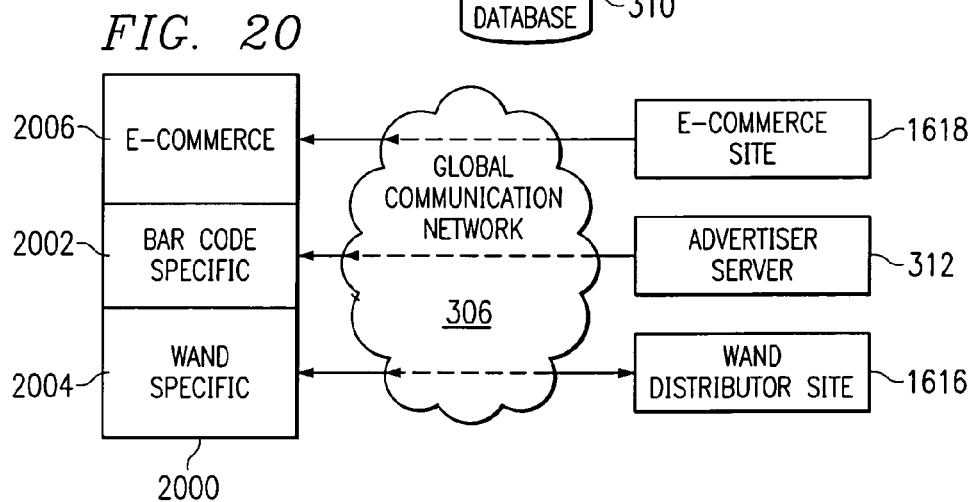 DATABASE
310
FIG. 20
2006
E-COMMERCE
GLOBAL
COMMUNICATION
NETWORK
306
E-COMMERCE
SITE
1618
2002
BAR CODE
SPECIFIC
ADVERTISER
SERVER
312
2004
WAND
SPECIFIC
WAND
DISTRIBUTOR SITE
1616
2000